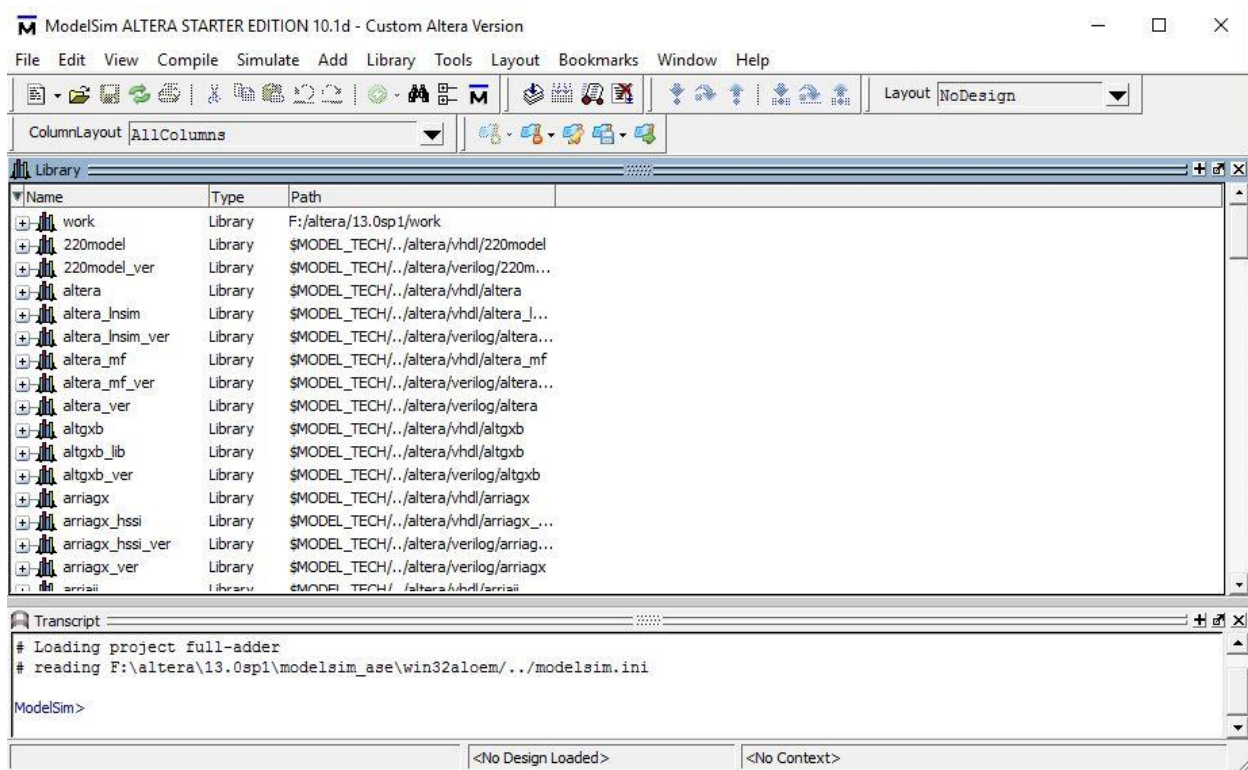 ModelSim ALTERA STARTER EDITION 10.1d - Custom Altera Version
File Edit View Compile Simulate Add Library Tools Layout Bookmarks Window Help
Layout NoDesign
ColumnLayout AllColumns
Library
Name Type Path
work Library F:/altera/13.0sp1/work
220model Library $MODEL_TECH/../altera/vhdl/220model
220model_ver Library $MODEL_TECH/../altera/verilog/220m...
altera Library $MODEL_TECH/../altera/vhdl/altera
altera_lnsim Library $MODEL_TECH/../altera/vhdl/altera_l...
altera_lnsim_ver Library $MODEL_TECH/../altera/verilog/altera...
altera_mf Library $MODEL_TECH/../altera/vhdl/altera_mf
altera_mf_ver Library $MODEL_TECH/../altera/verilog/altera...
altera_ver Library $MODEL_TECH/../altera/verilog/altera
altgxb Library $MODEL_TECH/../altera/vhdl/altgxb
altgxb_lib Library $MODEL_TECH/../altera/vhdl/altgxb
altgxb_ver Library $MODEL_TECH/../altera/verilog/altgxb
arriagx Library $MODEL_TECH/../altera/vhdl/arriagx
arriagx_hssi Library $MODEL_TECH/../altera/vhdl/arriagx_...
arriagx_hssi_ver Library $MODEL_TECH/../altera/verilog/arriag...
arriagx_ver Library $MODEL_TECH/../altera/verilog/arriagx
arriaii Library $MODEL_TECH/../altera/vhdl/arriaii
Transcript
# Loading project full-adder
# reading F:\altera\13.0sp1\modelsim_ase\win32aloem/../modelsim.ini
ModelSim>
<No Design Loaded> <No Context>